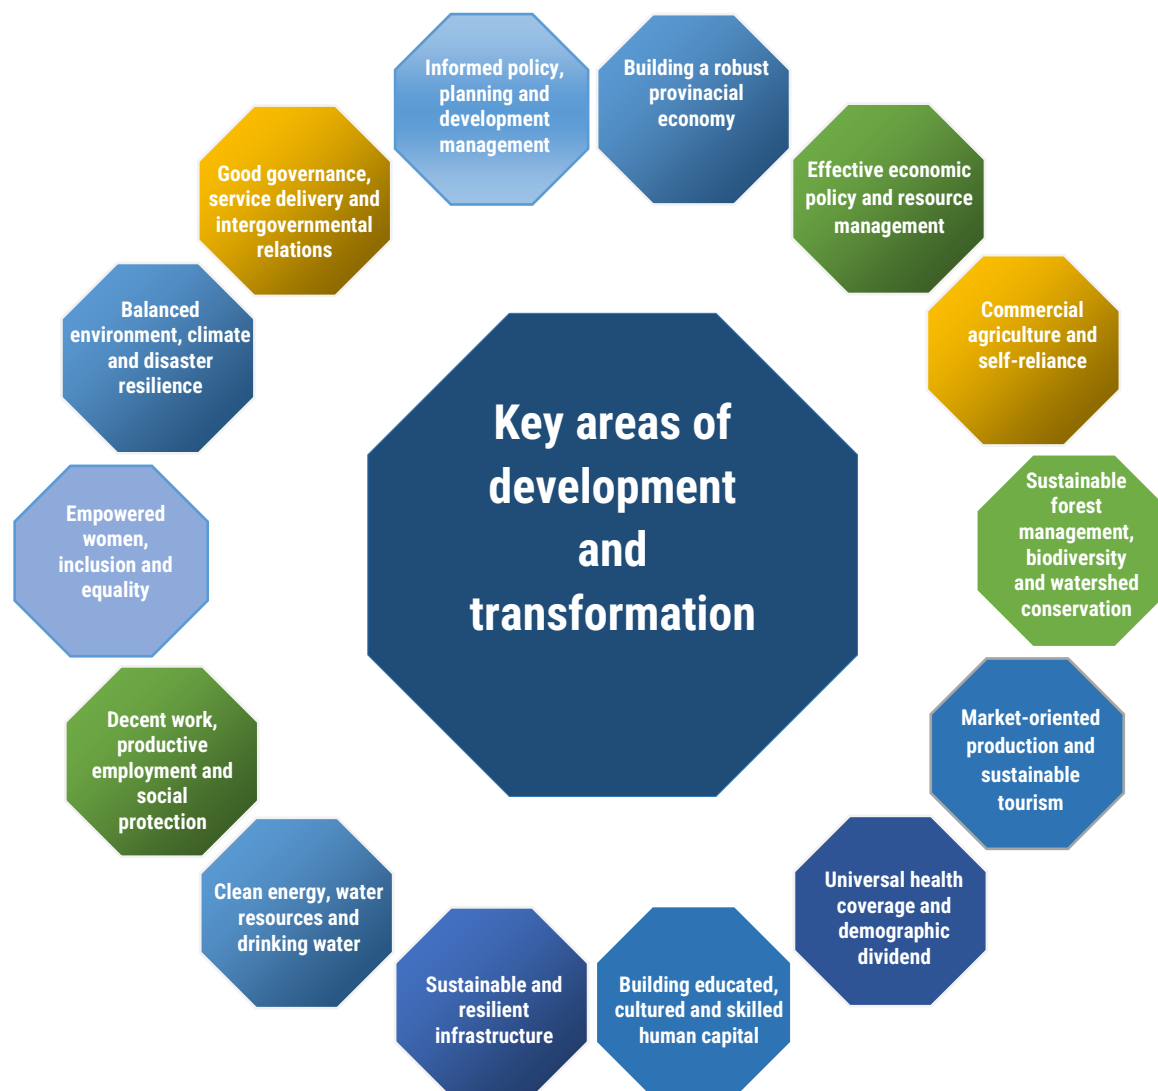 Informed policy,
planning and
development
management
Building a robust
provinacial
economy
Effective economic
policy and resource
management
Commercial
agriculture and
self-reliance
Sustainable
forest
management,
biodiversity
and watershed
conservation
Market-oriented
production and
sustainable
tourism
Universal health
coverage and
demographic
dividend
Building educated,
cultured and skilled
human capital
Sustainable and
resilient
infrastructure
Clean energy, water
resources and
drinking water
Decent work,
productive
employment and
social
protection
Empowered
women,
inclusion and
equality
Balanced
environment, climate
and disaster
resilience
Good governance,
service delivery and
intergovernmental
relations
Key areas of
development
and
transformation